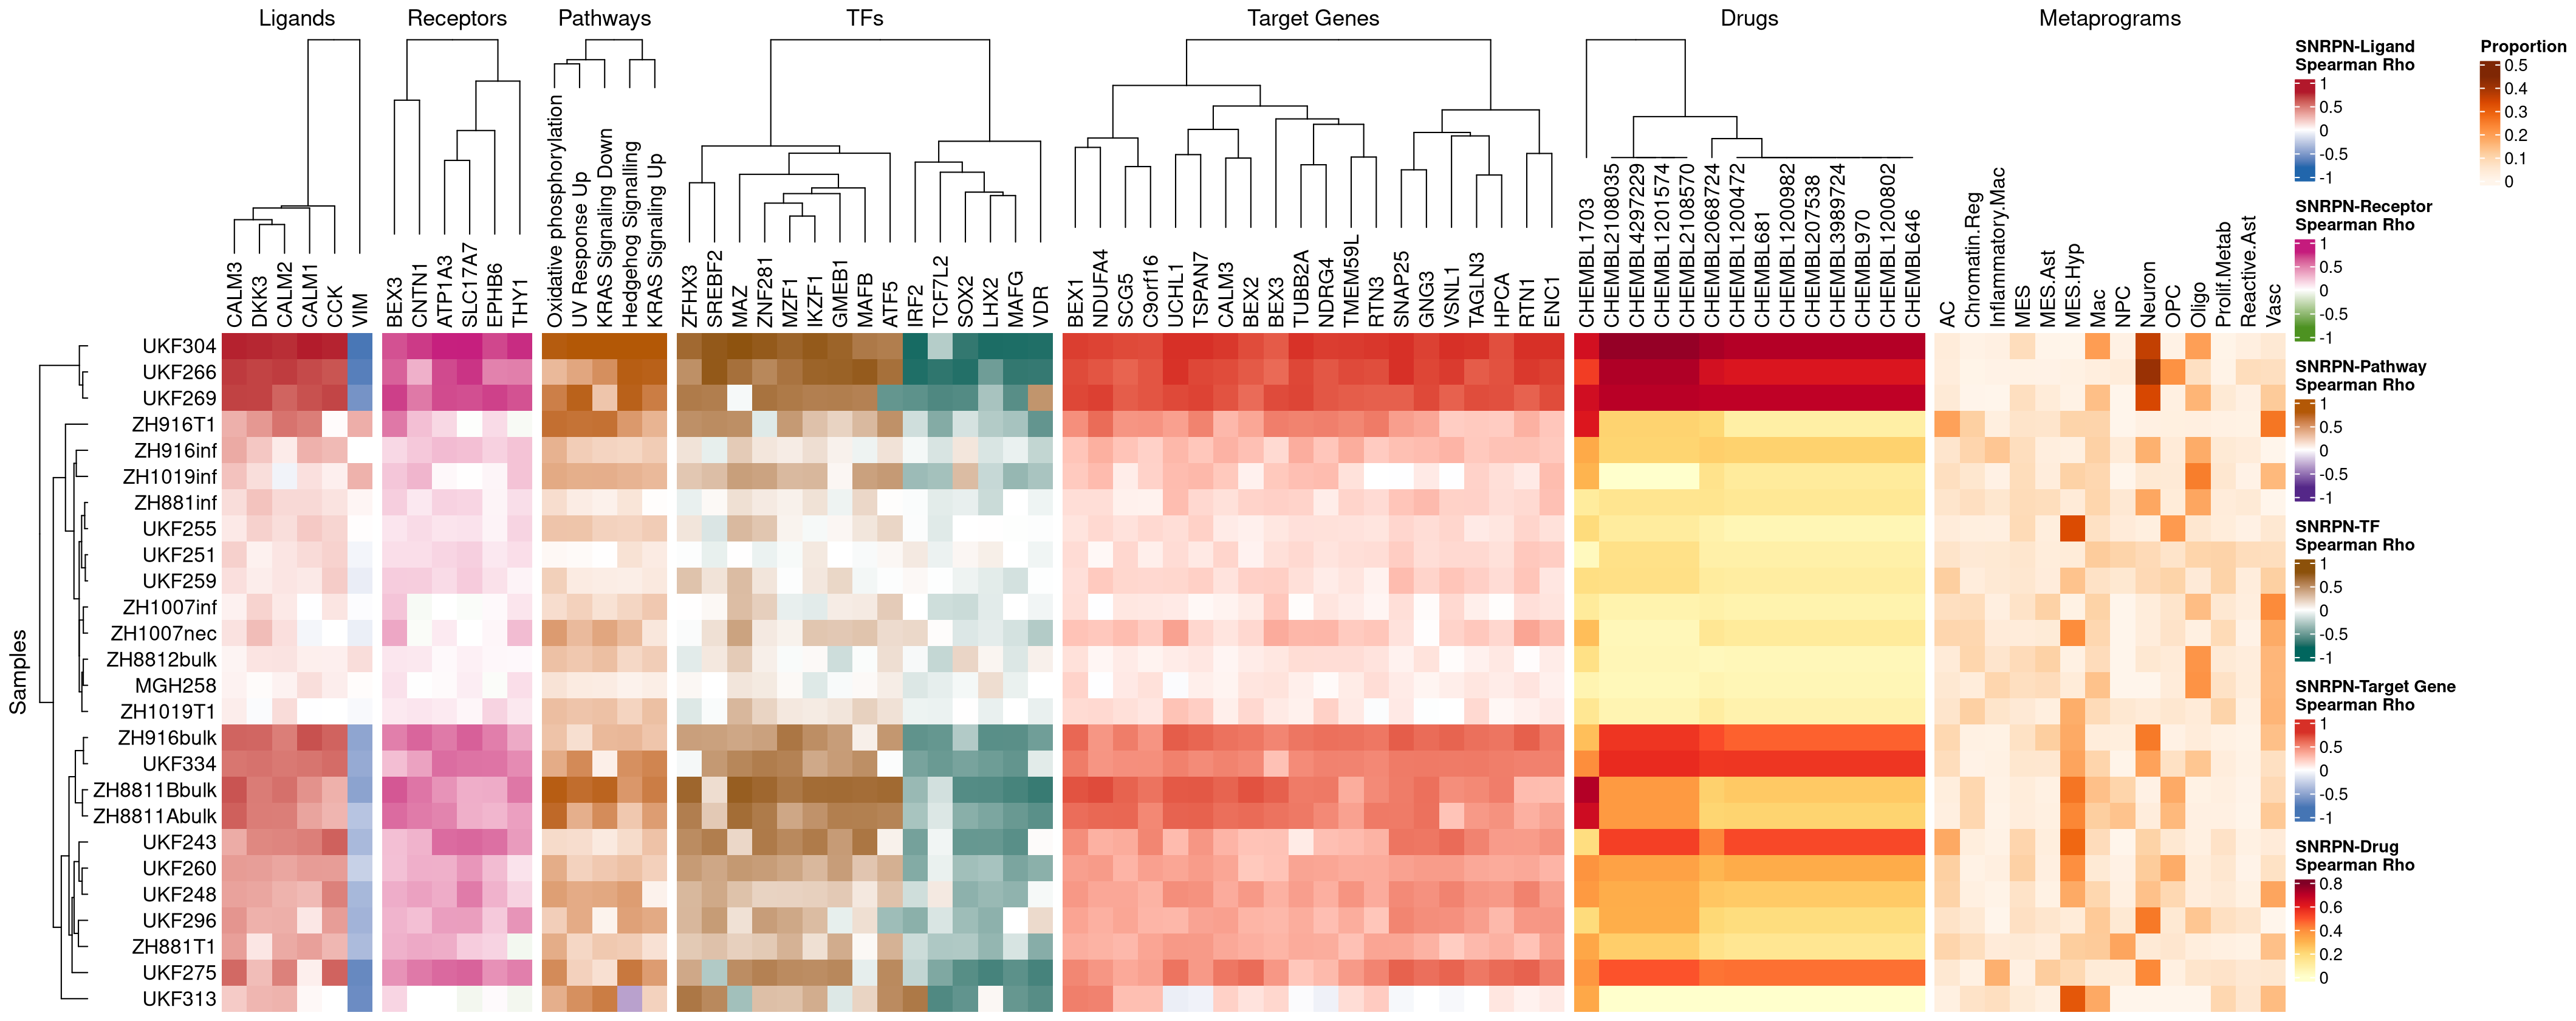 Ligands
Receptors
Pathways
TFs
Target Genes
Drugs
Metaprograms
CALM3
DKK3
CALM2
CALM1
CCK
VIM
BEX3
CNTN1
ATP1A3
SLC17A7
EPHB6
THY1
Oxidative phosphorylation
UV Response Up
KRAS Signaling Down
Hedgehog Signalling
KRAS Signaling Up
ZFHX3
SREBF2
MAZ
ZNF281
MZF1
IKZF1
GMEB1
MAFB
ATF5
IRF2
TCF7L2
SOX2
LHX2
MAFG
VDR
BEX1
NDUFA4
SCG5
C9orf16
UCHL1
TSPAN7
CALM3
BEX2
BEX3
TUBB2A
NDRG4
TMEM59L
RTN3
SNAP25
GNG3
VSNL1
TAGLN3
HPCA
RTN1
ENC1
CHEMBL1703
CHEMBL2108035
CHEMBL4297229
CHEMBL1201574
CHEMBL2108570
CHEMBL2068724
CHEMBL1200472
CHEMBL681
CHEMBL1200982
CHEMBL207538
CHEMBL3989724
CHEMBL970
CHEMBL1200802
CHEMBL646
AC
Chromatin.Reg
Inflammatory.Mac
MES
MES.Ast
MES.Hyp
Mac
NPC
Neuron
OPC
Oligo
Prolif.Metab
Reactive.Ast
Vasc
Samples
UKF304
UKF266
UKF269
ZH916T1
ZH916inf
ZH1019inf
ZH881inf
UKF255
UKF251
UKF259
ZH1007inf
ZH1007nec
ZH8812bulk
MGH258
ZH1019T1
ZH916bulk
UKF334
ZH8811Bbulk
ZH8811Abulk
UKF243
UKF260
UKF248
UKF296
ZH881T1
UKF275
UKF313
SNRPN-Ligand
Spearman Rho
1
0.5
0
-0.5
-1
SNRPN-Receptor
Spearman Rho
1
0.5
0
-0.5
-1
SNRPN-Pathway
Spearman Rho
1
0.5
0
-0.5
-1
SNRPN-TF
Spearman Rho
1
0.5
0
-0.5
-1
SNRPN-Target Gene
Spearman Rho
1
0.5
0
-0.5
-1
SNRPN-Drug
Spearman Rho
0.8
0.6
0.4
0.2
0
Proportion
0.5
0.4
0.3
0.2
0.1
0